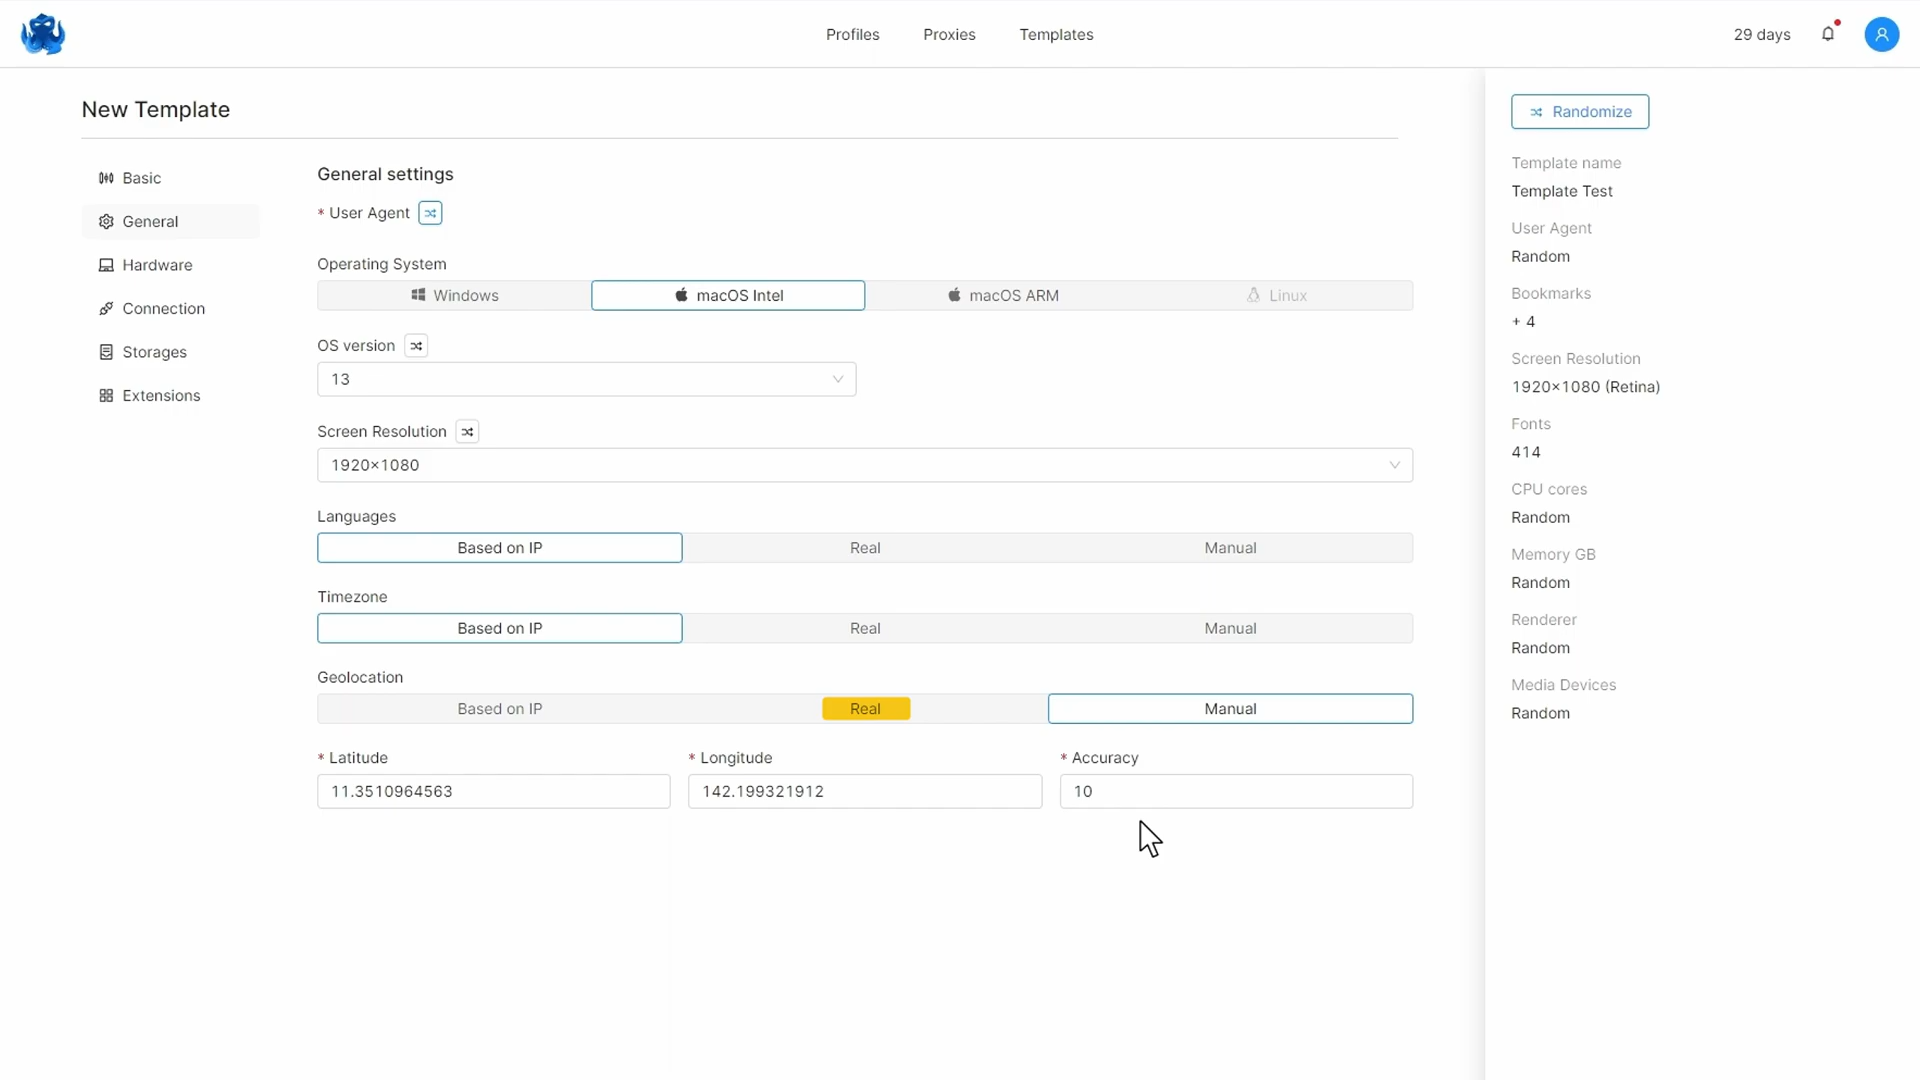 Profiles Proxies Templates 29 days
New Template
Basic
General
Hardware
Connection
Storages
Extensions
General settings
* User Agent
Operating System
Windows macOS Intel macOS ARM Linux
OS version
13
Screen Resolution
1920×1080
Languages
Based on IP Real Manual
Timezone
Based on IP Real Manual
Geolocation
Based on IP Real Manual
* Latitude * Longitude * Accuracy
11.3510964563 142.199321912 10
Randomize
Template name
Template Test
User Agent
Random
Bookmarks
+ 4
Screen Resolution
1920×1080 (Retina)
Fonts
414
CPU cores
Random
Memory GB
Random
Renderer
Random
Media Devices
Random